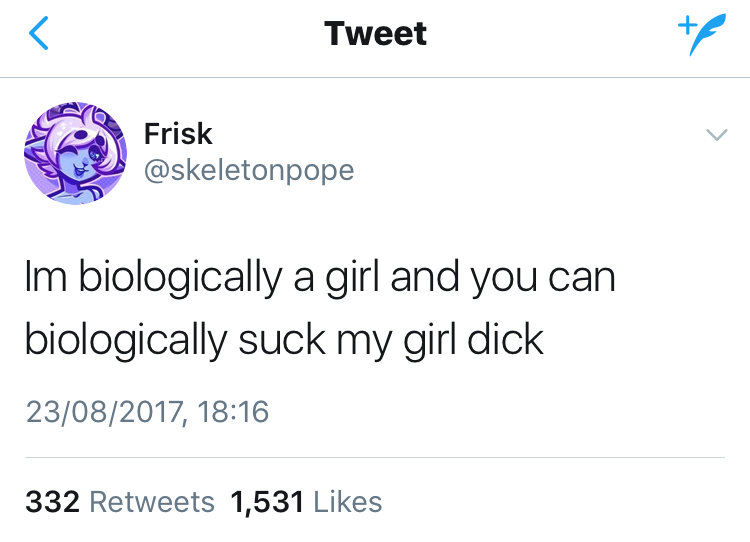 Tweet
Frisk
@skeletonpope
Im biologically a girl and you can
biologically suck my girl dick
23/08/2017, 18:16
332 Retweets 1,531 Likes